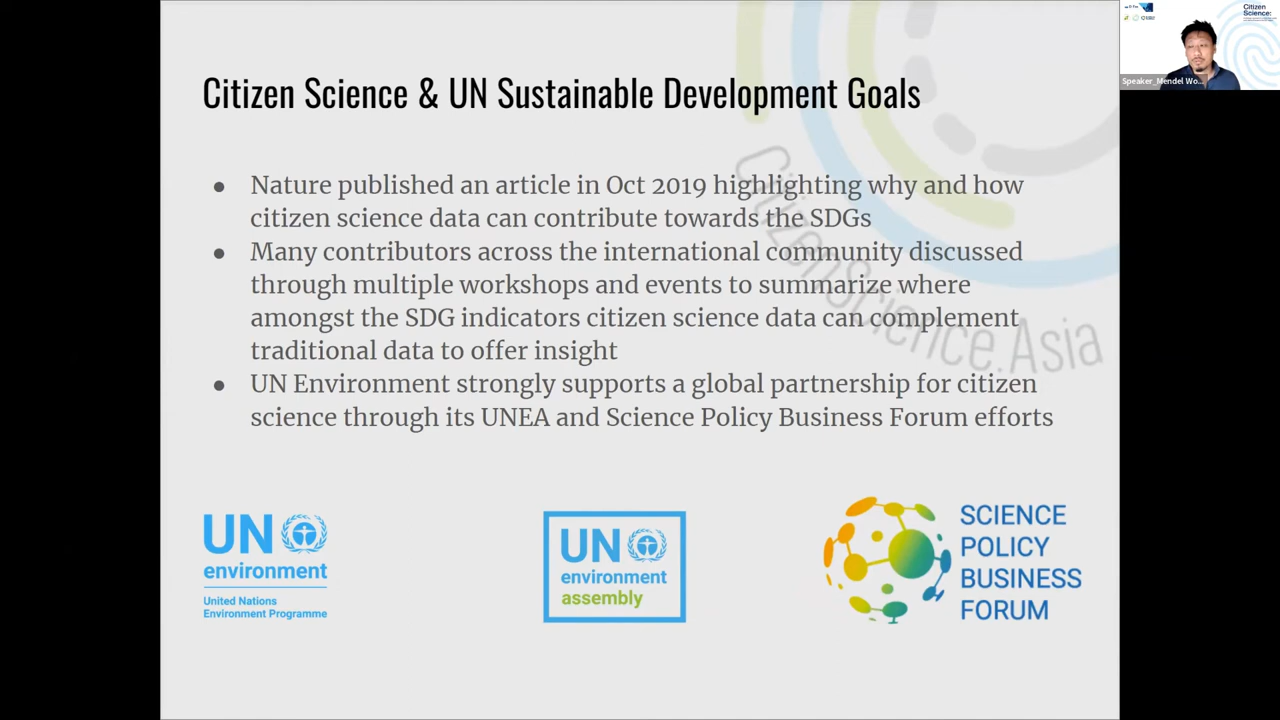 Citizen Science & UN Sustainable Development Goals
● Nature published an article in Oct 2019 highlighting why and how
citizen science data can contribute towards the SDGs
● Many contributors across the international community discussed
through multiple workshops and events to summarize where
amongst the SDG indicators citizen science data can complement
traditional data to offer insight
● UN Environment strongly supports a global partnership for citizen
science through its UNEA and Science Policy Business Forum efforts
CitizenScience.Asia
UN
environment
United Nations
Environment Programme
UN
environment
assembly
SCIENCE
POLICY
BUSINESS
FORUM
Citizen
Science:
Speaker_Mendel Wo...